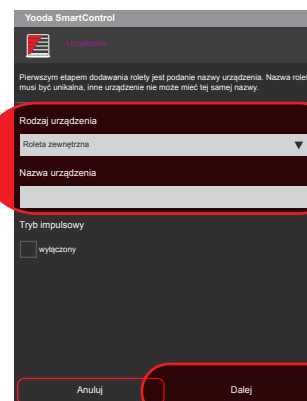 Yooda SmartControl
Urządzenie
Pierwszym etapem dodawania rolety jest podanie nazwy urządzenia. Nazwa rolet
musi być unikalna, inne urządzenie nie może mieć tej samej nazwy.
Rodzaj urządzenia
Roleta zewnętrzna
Nazwa urządzenia
Tryb impulsowy
wyłączony
Anuluj
Dalej